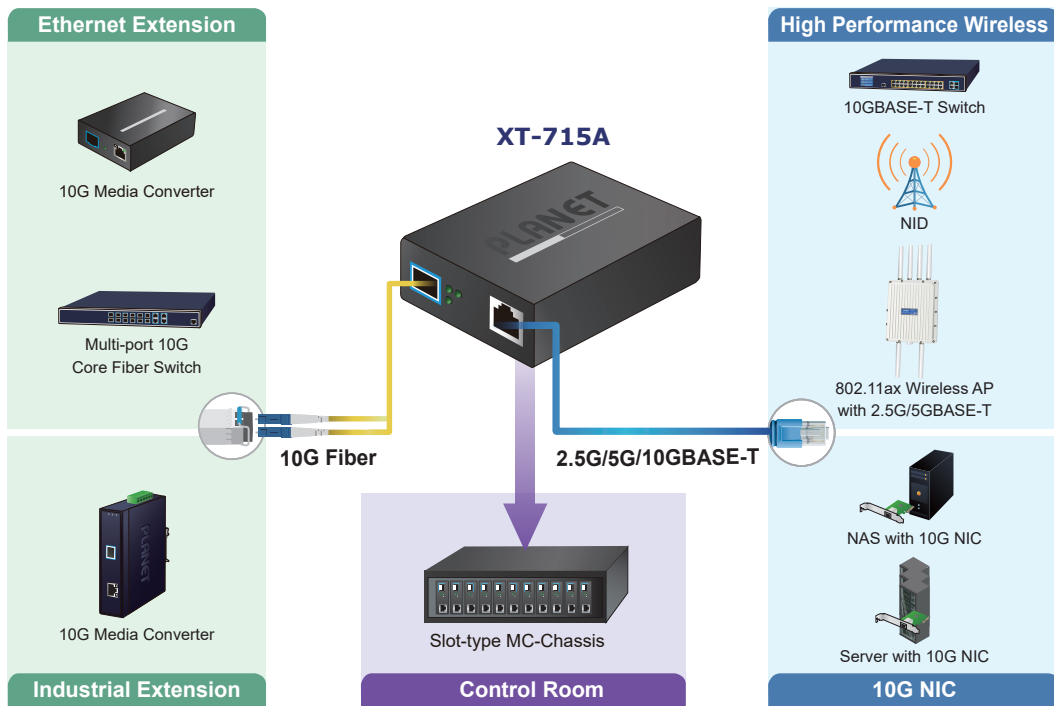 Ethernet Extension
10G Media Converter
Multi-port 10G
Core Fiber Switch
10G Media Converter
PLANET
Industrial Extension
XT-715A
PLANET
10G Fiber
2.5G/5G/10GBASE-T
Slot-type MC-Chassis
Control Room
High Performance Wireless
10GBASE-T Switch
NID
802.11ax Wireless AP
with 2.5G/5GBASE-T
NAS with 10G NIC
Server with 10G NIC
10G NIC